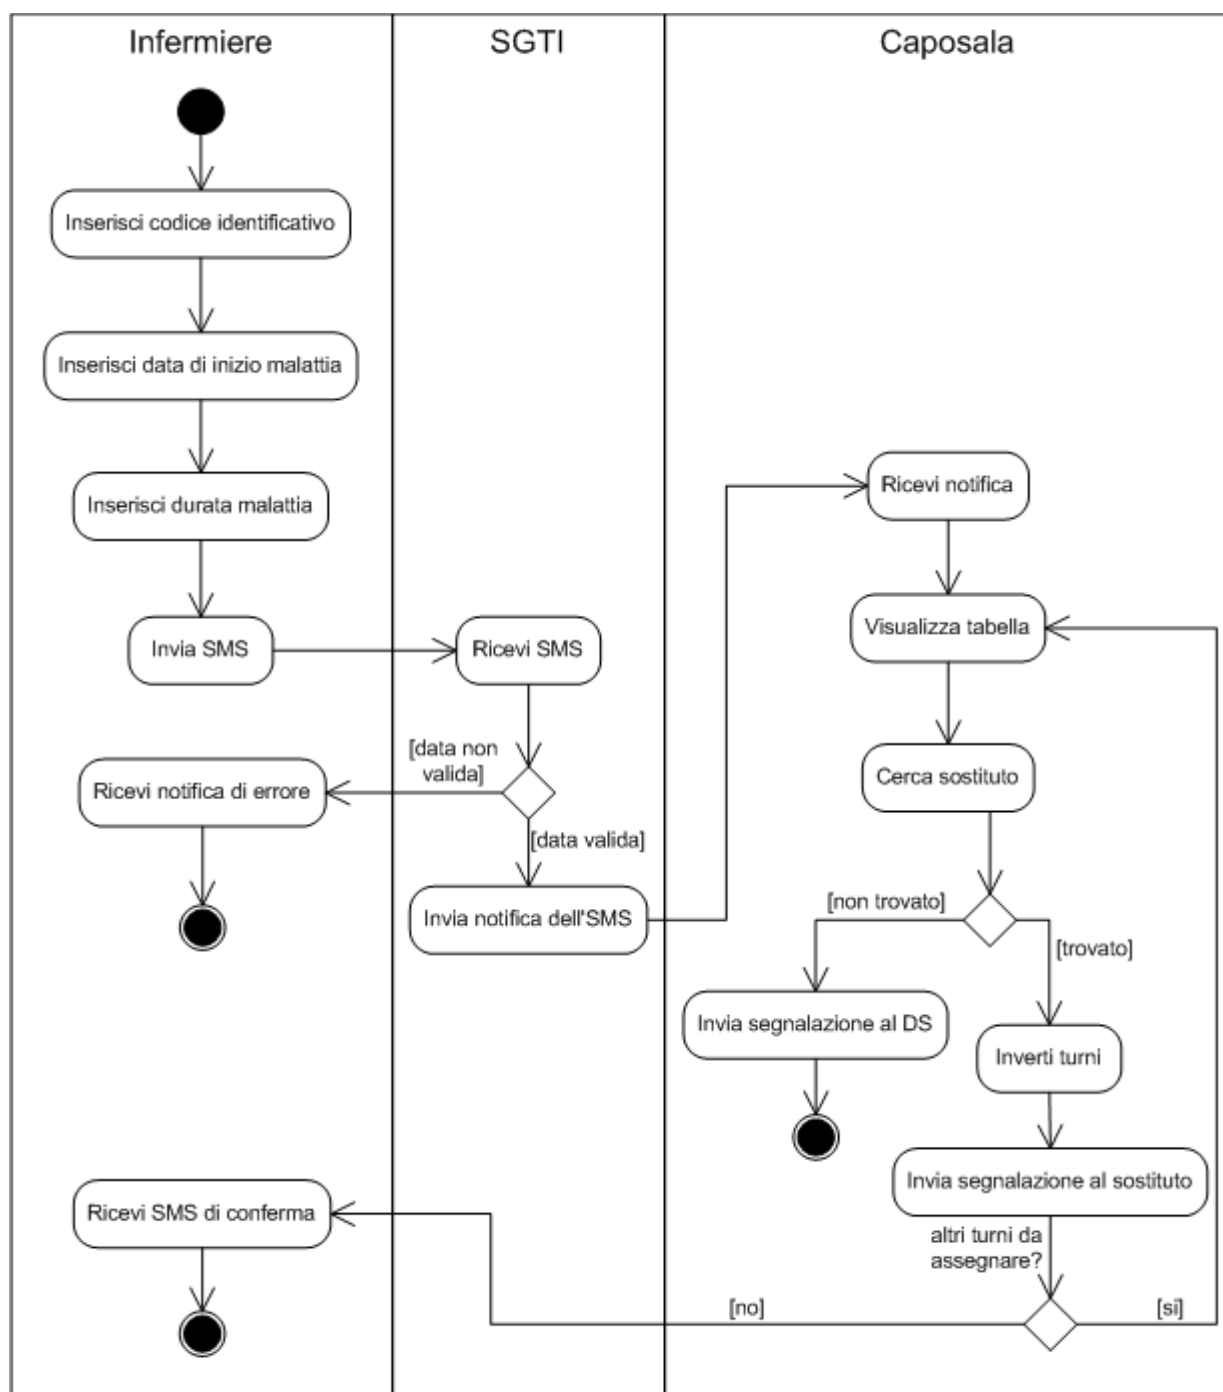 Infermiere
SGTI
Caposala
Inserisci codice identificativo
Inserisci data di inizio malattia
Inserisci durata malattia
Invia SMS
Ricevi SMS
[data non
valida]
Ricevi notifica di errore
[data valida]
Invia notifica dell'SMS
Ricevi notifica
Visualizza tabella
Cerca sostituto
[non trovato]
[trovato]
Invia segnalazione al DS
Inverti turni
Invia segnalazione al sostituto
altri turni da
assegnare?
[no]
[si]
Ricevi SMS di conferma